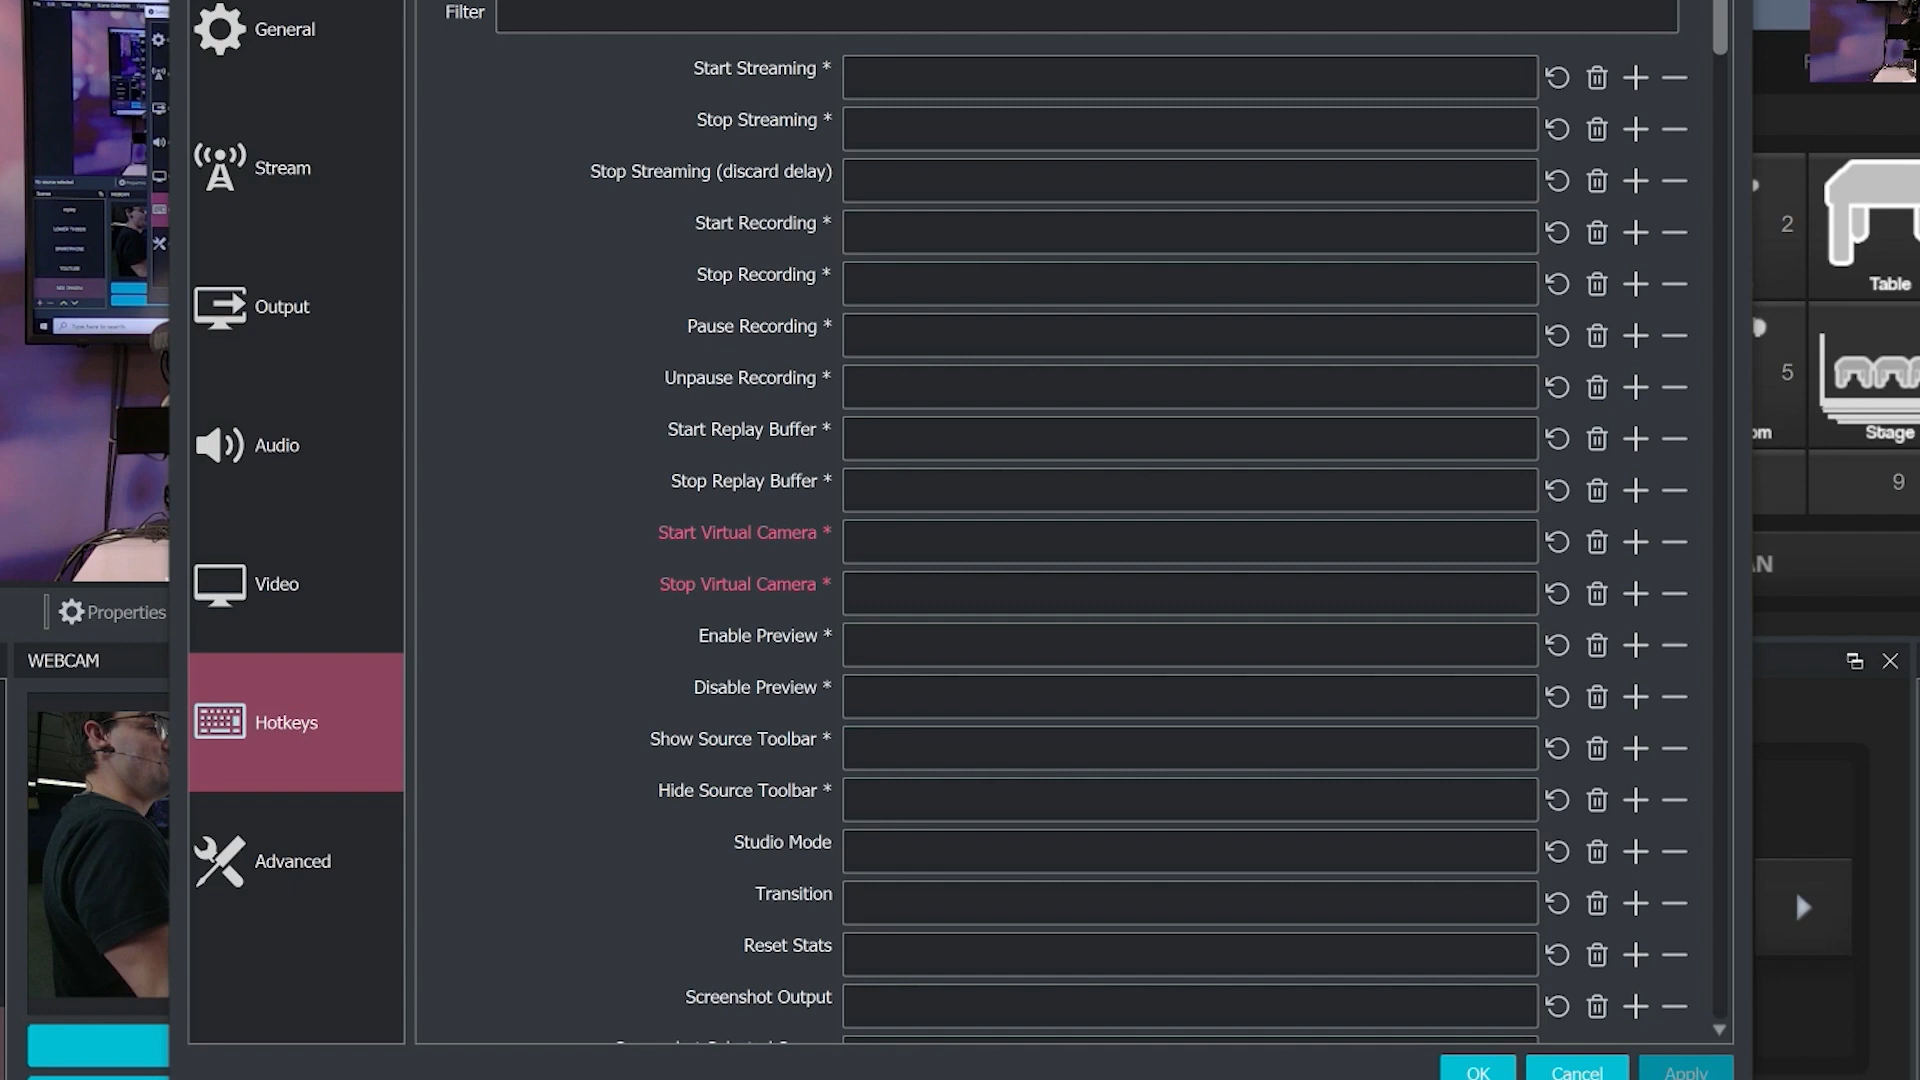 Filter
General
Start Streaming *
Stop Streaming *
Stream
Stop Streaming (discard delay)
Start Recording *
2
Stop Recording *
Table
Output
Pause Recording *
Unpause Recording *
5
Start Replay Buffer *
Stage
Audio
Stop Replay Buffer *
9
Start Virtual Camera *
Stop Virtual Camera *
Video
Properties
Enable Preview *
WEBCAM
Disable Preview *
Hotkeys
Show Source Toolbar *
Hide Source Toolbar *
Studio Mode
Advanced
Transition
Reset Stats
Screenshot Output
OK
Cancel
Apply